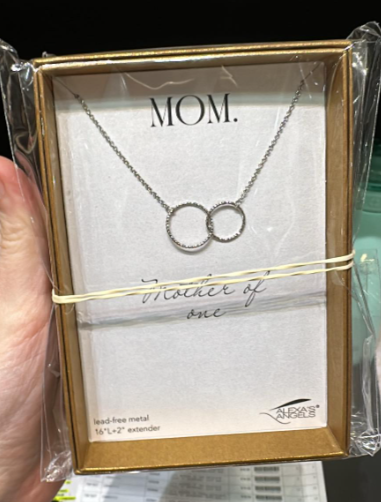 MOM.
Mother of
one
lead-free metal
16"L+2" extender
ALEXA'S
ANGELS®